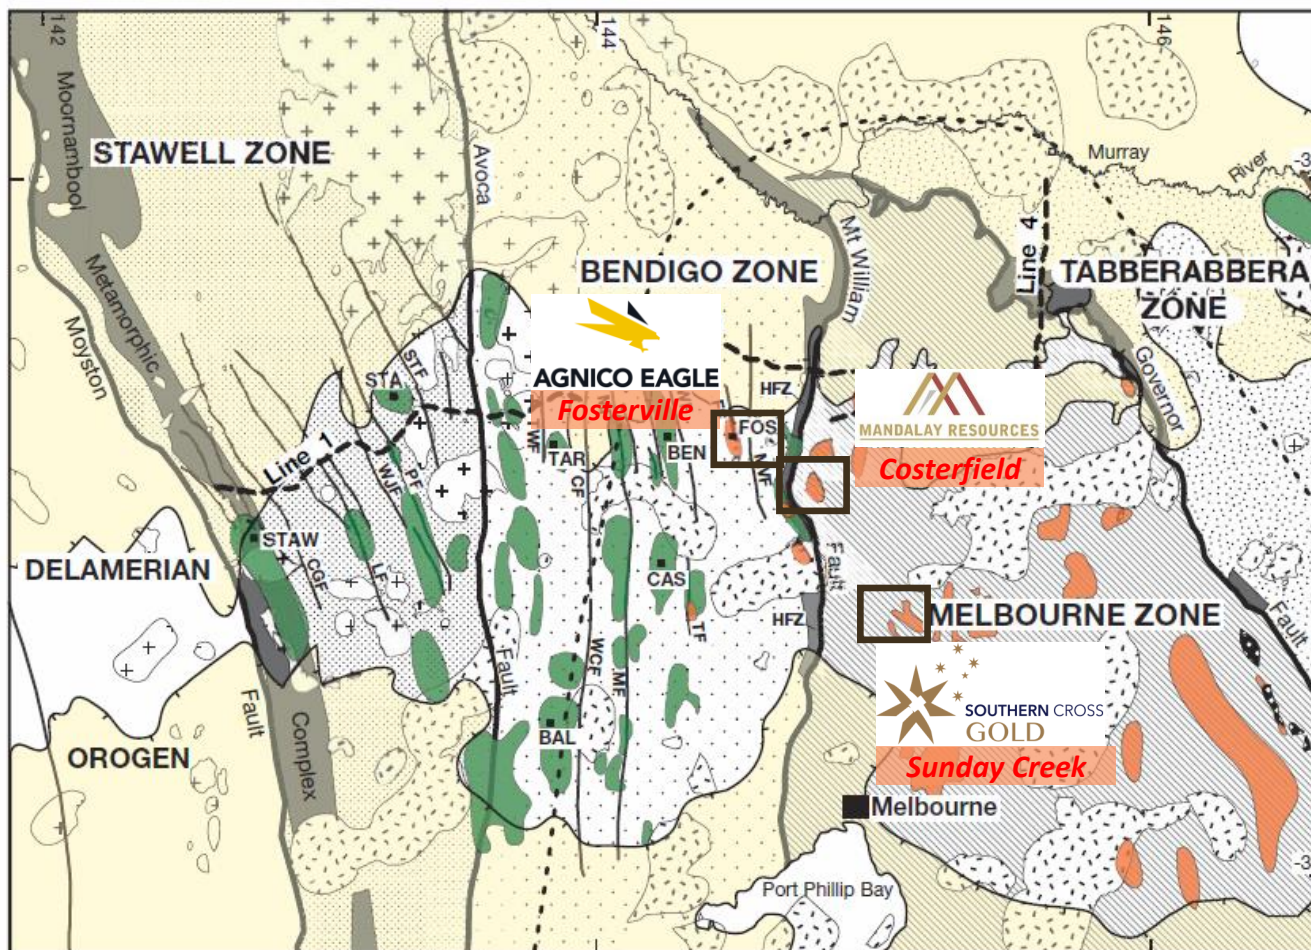 142
144
146
Moornambool
Metamorphic
Complex
STAWELL ZONE
Avoca
Fault
Murray
River
-3
Mt William
Fault
BENDIGO ZONE
Line 4
TABBERABBERA
ZONE
Governor
Fault
Moyston
Fault
AGNICO EAGLE
Fosterville
MANDALAY RESOURCES
Costerfield
STA
STF
HFZ
FOS
Line 1
WJF
PF
TWF
TAR
CF
BEN
STAW
CGF
LF
DELAMERIAN
OROGEN
CAS
TF
HFZ
WCF
MF
BAL
MELBOURNE ZONE
SOUTHERN CROSS
GOLD
Sunday Creek
Melbourne
Port Phillip Bay
-3